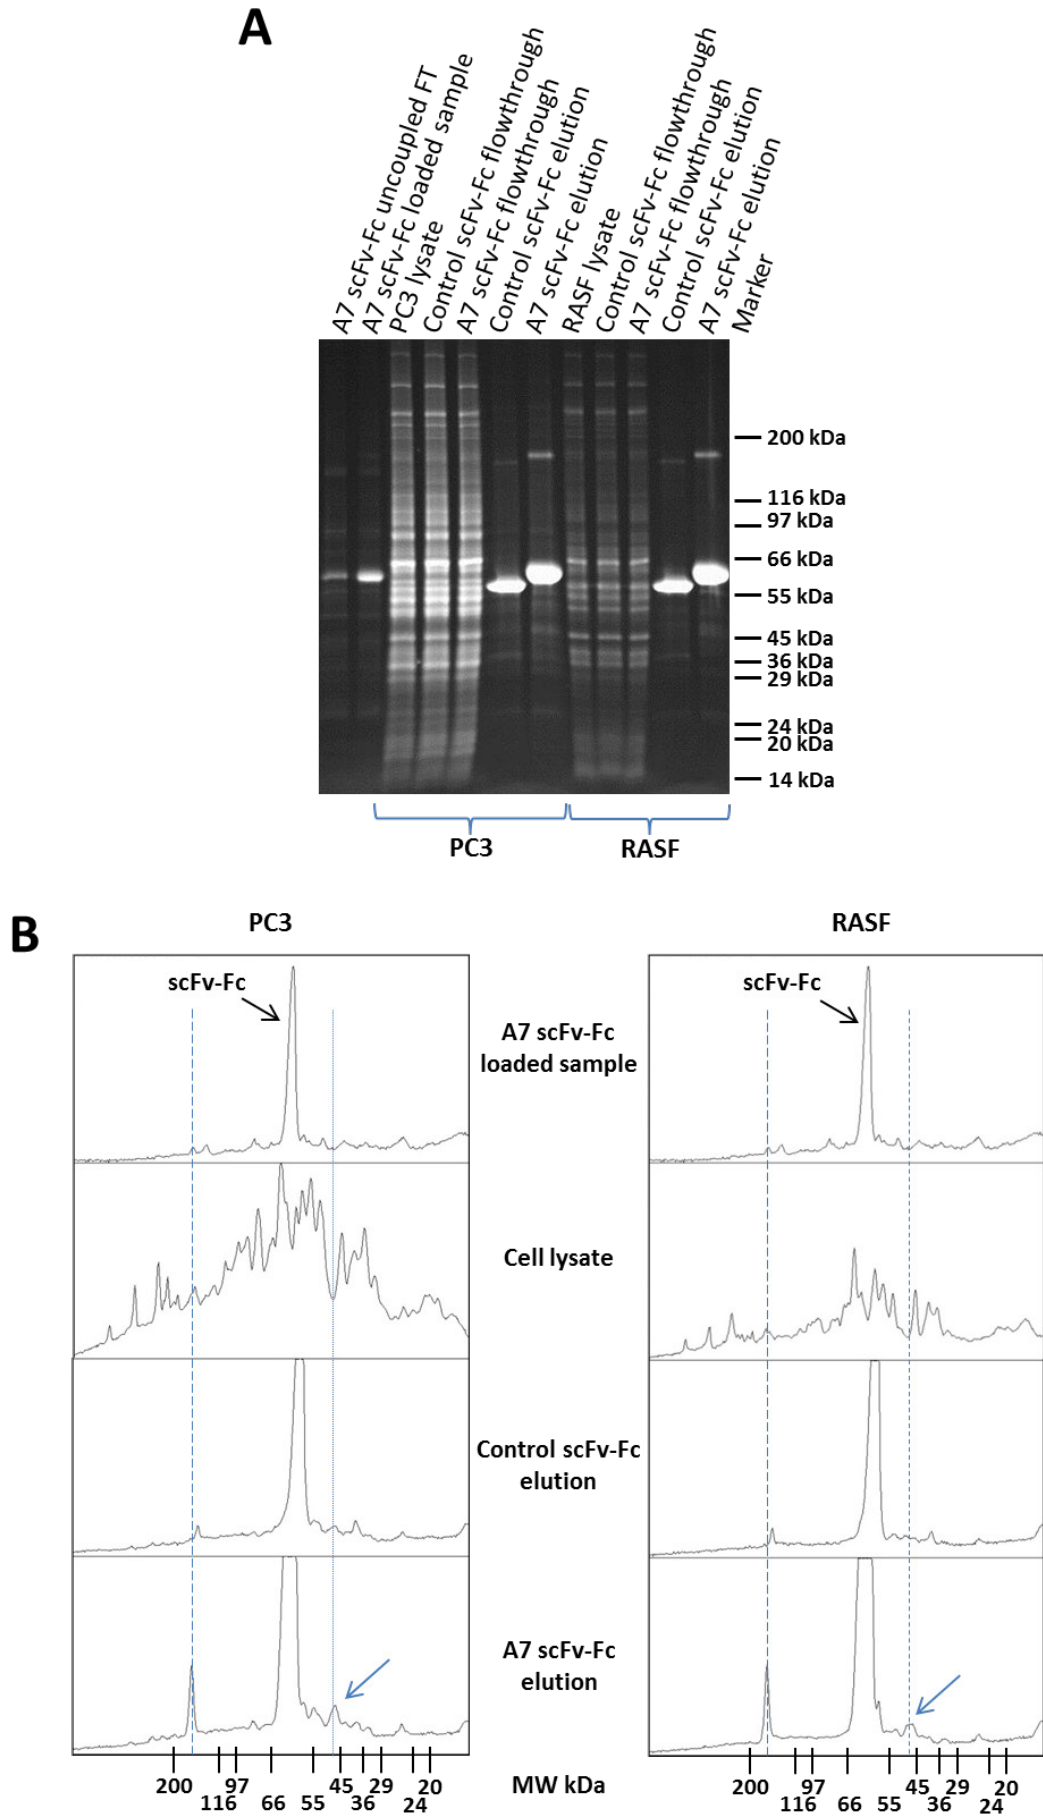 A
A7 scFv-Fc uncoupled FT
A7 scFv-Fc loaded sample
PC3 lysate
Control scFv-Fc flowthrough
A7 scFv-Fc flowthrough
Control scFv-Fc elution
A7 scFv-Fc elution
RASF lysate
Control scFv-Fc flowthrough
A7 scFv-Fc flowthrough
Control scFv-Fc elution
A7 scFv-Fc elution
Marker
200 kDa
116 kDa
97 kDa
66 kDa
55 kDa
45 kDa
36 kDa
29 kDa
24 kDa
20 kDa
14 kDa
PC3
RASF
B
PC3
RASF
scFv-Fc
scFv-Fc
A7 scFv-Fc
loaded sample
Cell lysate
Control scFv-Fc
elution
A7 scFv-Fc
elution
200 97 45 29 20
116 66 55 36 24
MW kDa
200 97 45 29 20
116 66 55 36 24